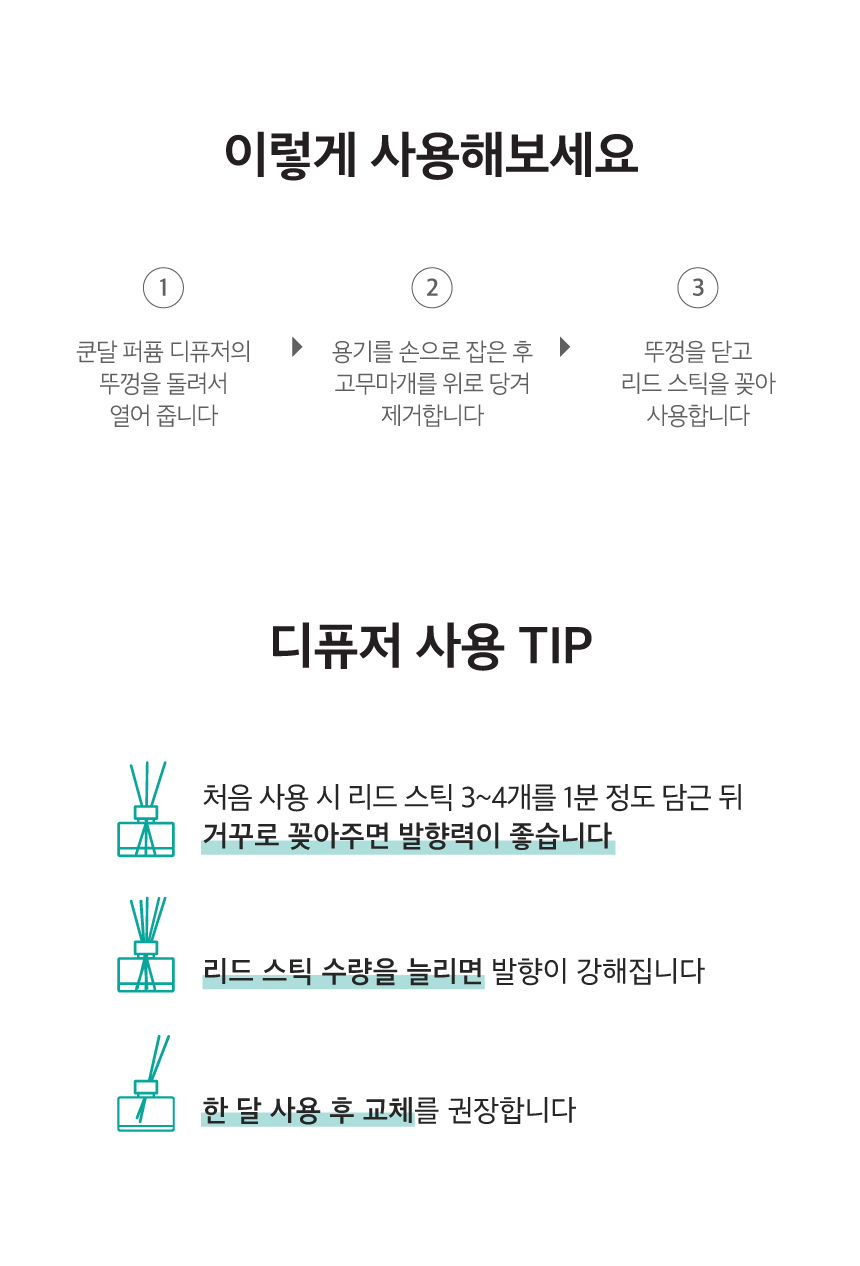 이렇게 사용해보세요
1
쿤달 퍼퓸 디퓨저의
뚜껑을 돌려서
열어 줍니다
2
용기를 손으로 잡은 후
고무마개를 위로 당겨
제거합니다
3
뚜껑을 닫고
리드 스틱을 꽂아
사용합니다
디퓨저 사용 TIP
처음 사용 시 리드 스틱 3~4개를 1분 정도 담근 뒤
거꾸로 꽂아주면 발향력이 좋습니다
리드 스틱 수량을 늘리면 발향이 강해집니다
한 달 사용 후 교체를 권장합니다